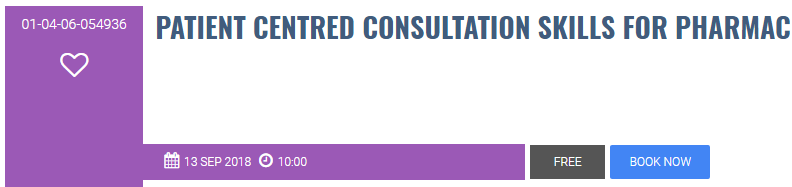 01-04-06-054936
PATIENT CENTRED CONSULTATION SKILLS FOR PHARMAC
13 SEP 2018 10:00
FREE
BOOK NOW